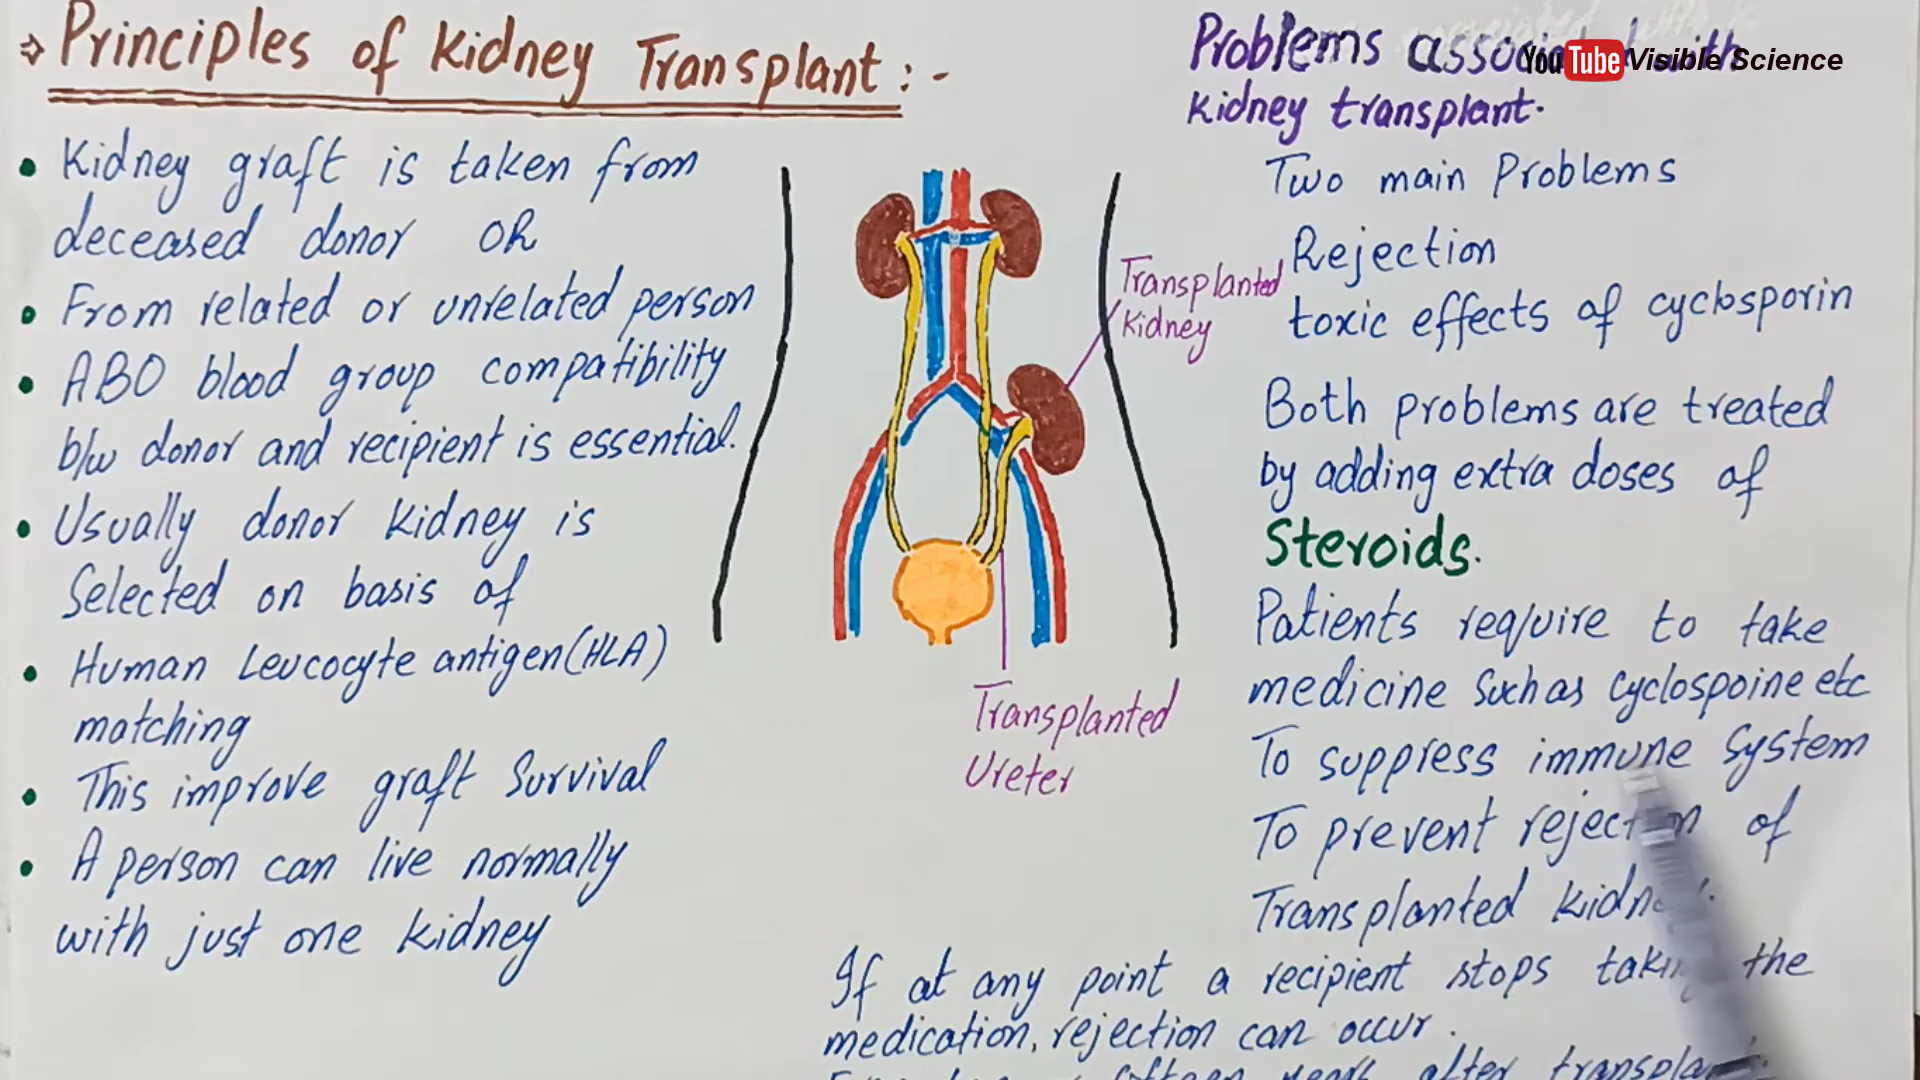 ⇒ Principles of Kidney Transplant:-
• Kidney graft is taken from
deceased donor OR
• From related or unrelated person
• ABO blood group compatibility
b/w donor and recipient is essential.
• Usually donor kidney is
Selected on basis of
• Human Leucocyte antigen (HLA)
matching
• This improve graft Survival
• A person can live normally
with just one kidney
Transplanted
Kidney
Transplanted
Ureter
Problems with
YouTube Visible Science
kidney transplant.
Two main Problems
Rejection
toxic effects of cyclosporin
Both problems are treated
by adding extra doses of
Steroids.
Patients require to take
medicine such as cyclospoine etc
To suppress immune System
To prevent rejection of
Transplanted
If at any point a recipient stops the
medication, rejection can occur.
years after